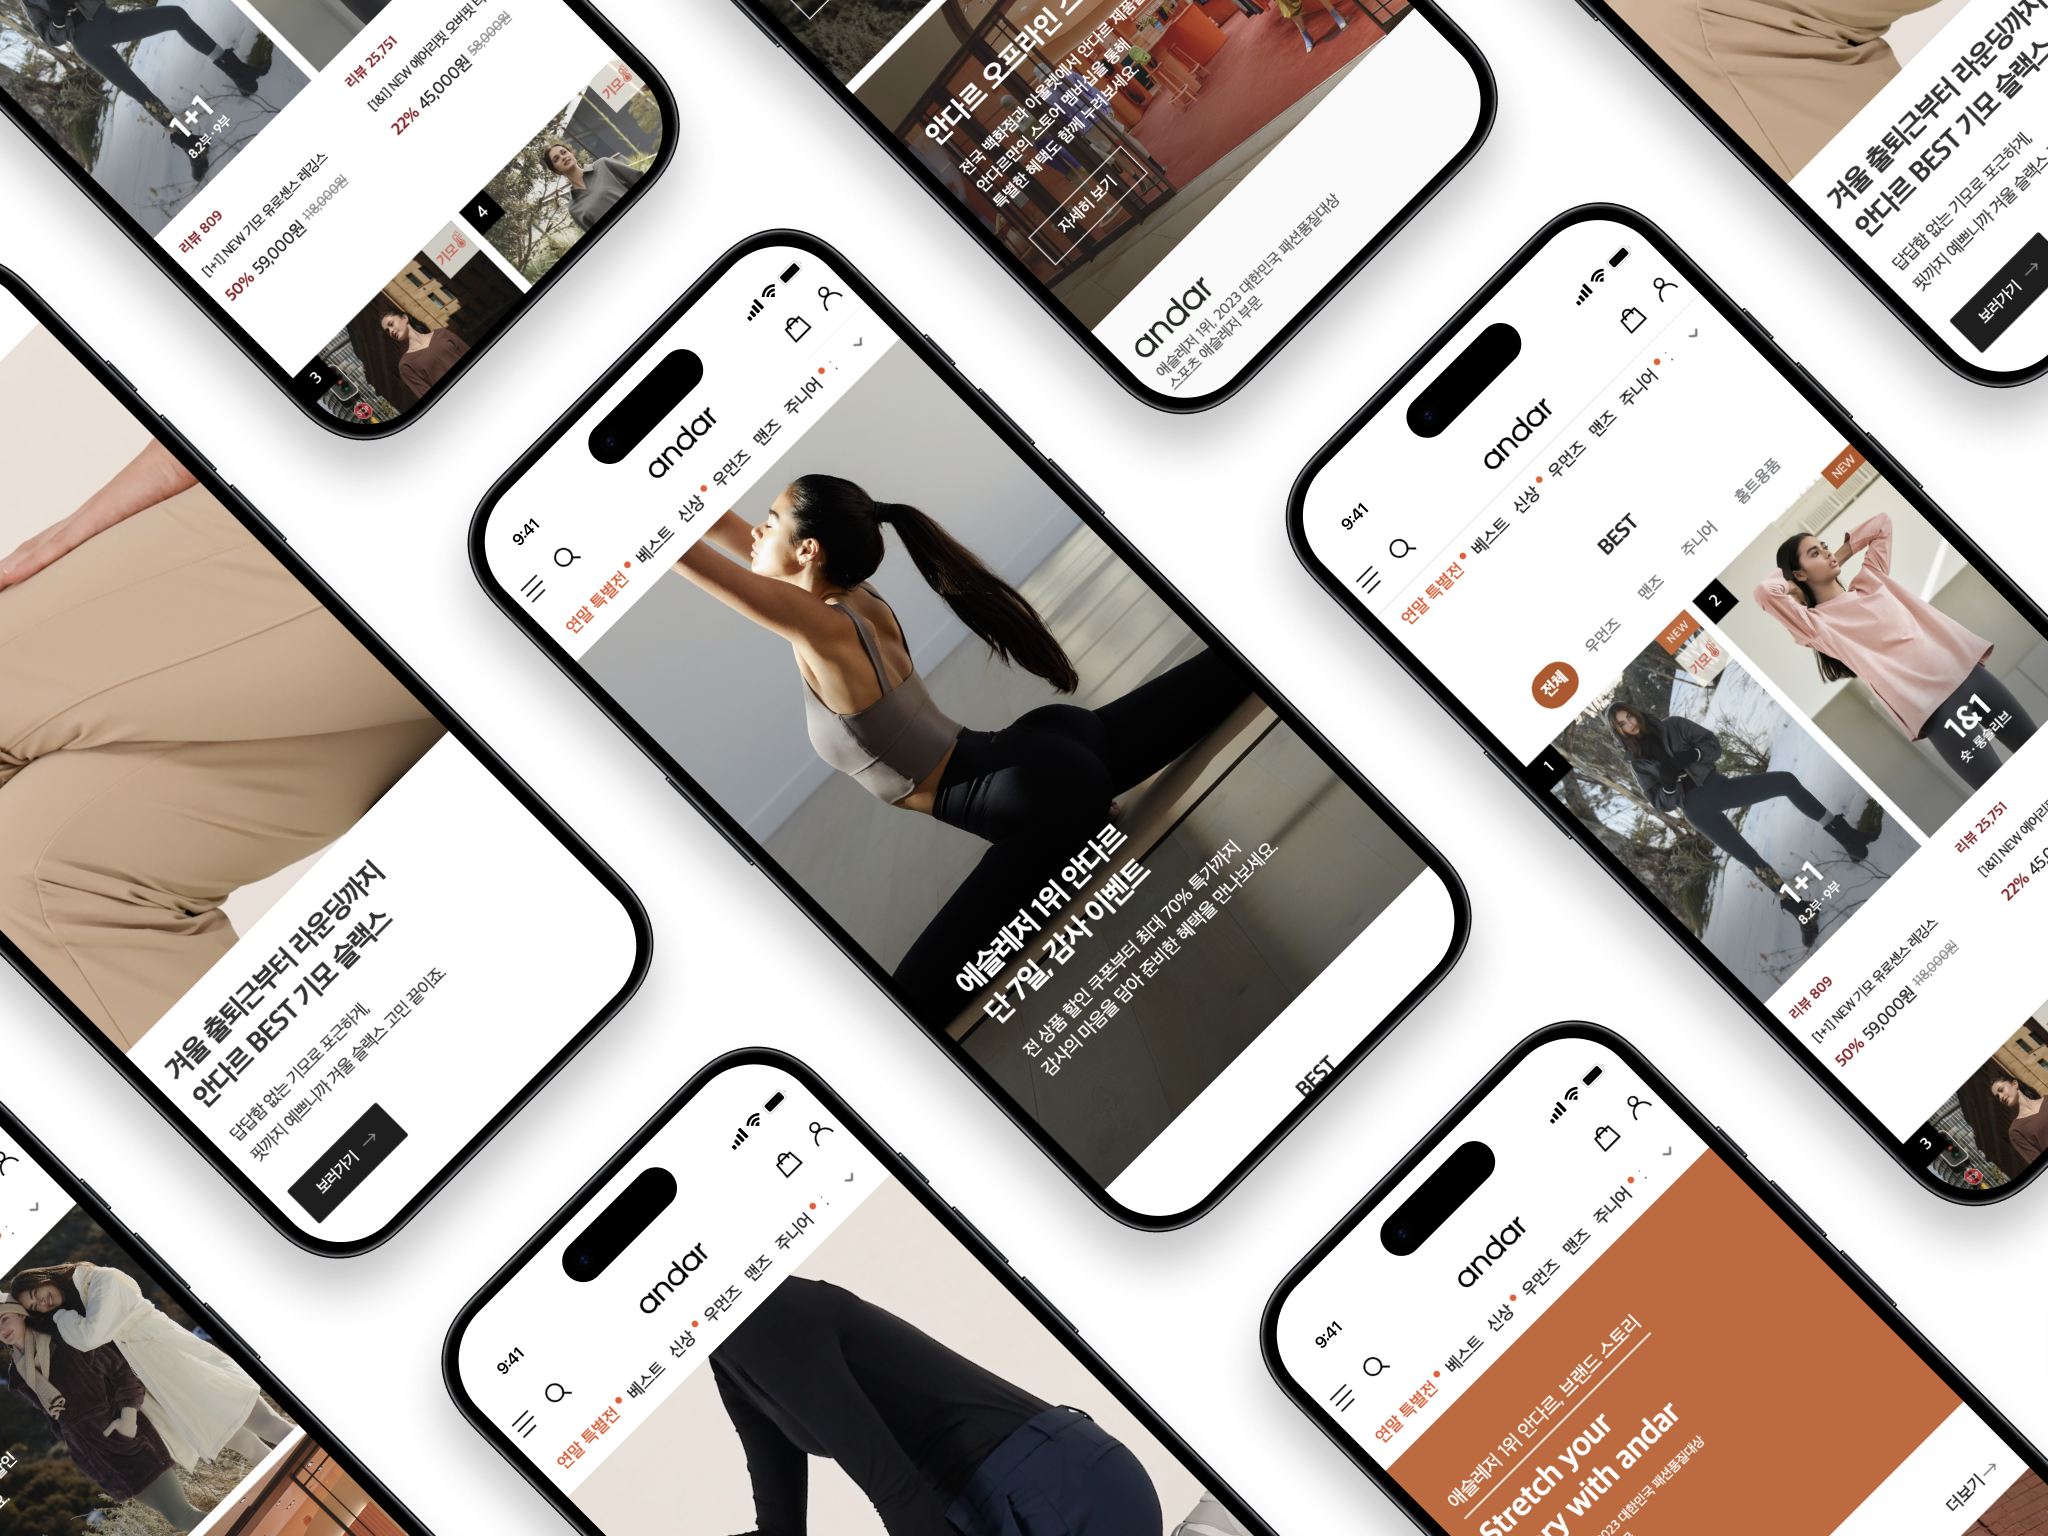 1+1
8.2부·9부
리뷰 809
[1+1] NEW 기모 유로센스 레깅스
50% 59,000원 118,000원
리뷰 25,751
[1&1] NEW 에어리핏 오버핏
22% 45,000원 58,000원
기모
3
기모
4
안다르 오프라인
전국 백화점과 아울렛에서 안다르 제품을
안다르만의 스토어 멤버십을 통해
특별한 혜택도 함께 누려보세요.
자세히 보기
andar
애슬레저 1위, 2023 대한민국 패션품질대상
스포츠 애슬레저 부문
겨울 출퇴근부터 라운딩까지
안다르 BEST 기모 슬랙스
답답함 없는 기모로 포근하게,
핏까지 예쁘니까 겨울 슬랙스
보러가기 →
겨울 출퇴근부터 라운딩까지
안다르 BEST 기모 슬랙스
답답함 없는 기모로 포근하게,
핏까지 예쁘니까 겨울 슬랙스 고민 끝이죠.
보러가기 →
9:41
andar
연말 특별전 베스트 신상 우먼즈 맨즈 주니어
애슬레저 1위 안다르
단 7일, 감사 이벤트
전 상품 할인 쿠폰부터 최대 70% 특가까지
감사의 마음을 담아 준비한 혜택을 만나보세요.
BEST
9:41
andar
연말 특별전 베스트 신상 우먼즈 맨즈 주니어
BEST
전체 우먼즈 맨즈 주니어 홈트용품
1
NEW
기모
1+1
8.2부·9부
리뷰 809
[1+1] NEW 기모 유로센스 레깅스
50% 59,000원 118,000원
2
NEW
1&1
숏·롱슬리브
리뷰 25,751
[1&1] NEW 에어리핏
22% 45,0
3
9:41
andar
연말 특별전 베스트 신상 우먼즈 맨즈 주니어
9:41
andar
연말 특별전 베스트 신상 우먼즈 맨즈 주니어
애슬레저 1위 안다르, 브랜드 스토리
Stretch your
ry with andar
2023 대한민국 패션품질대상
더보기 →